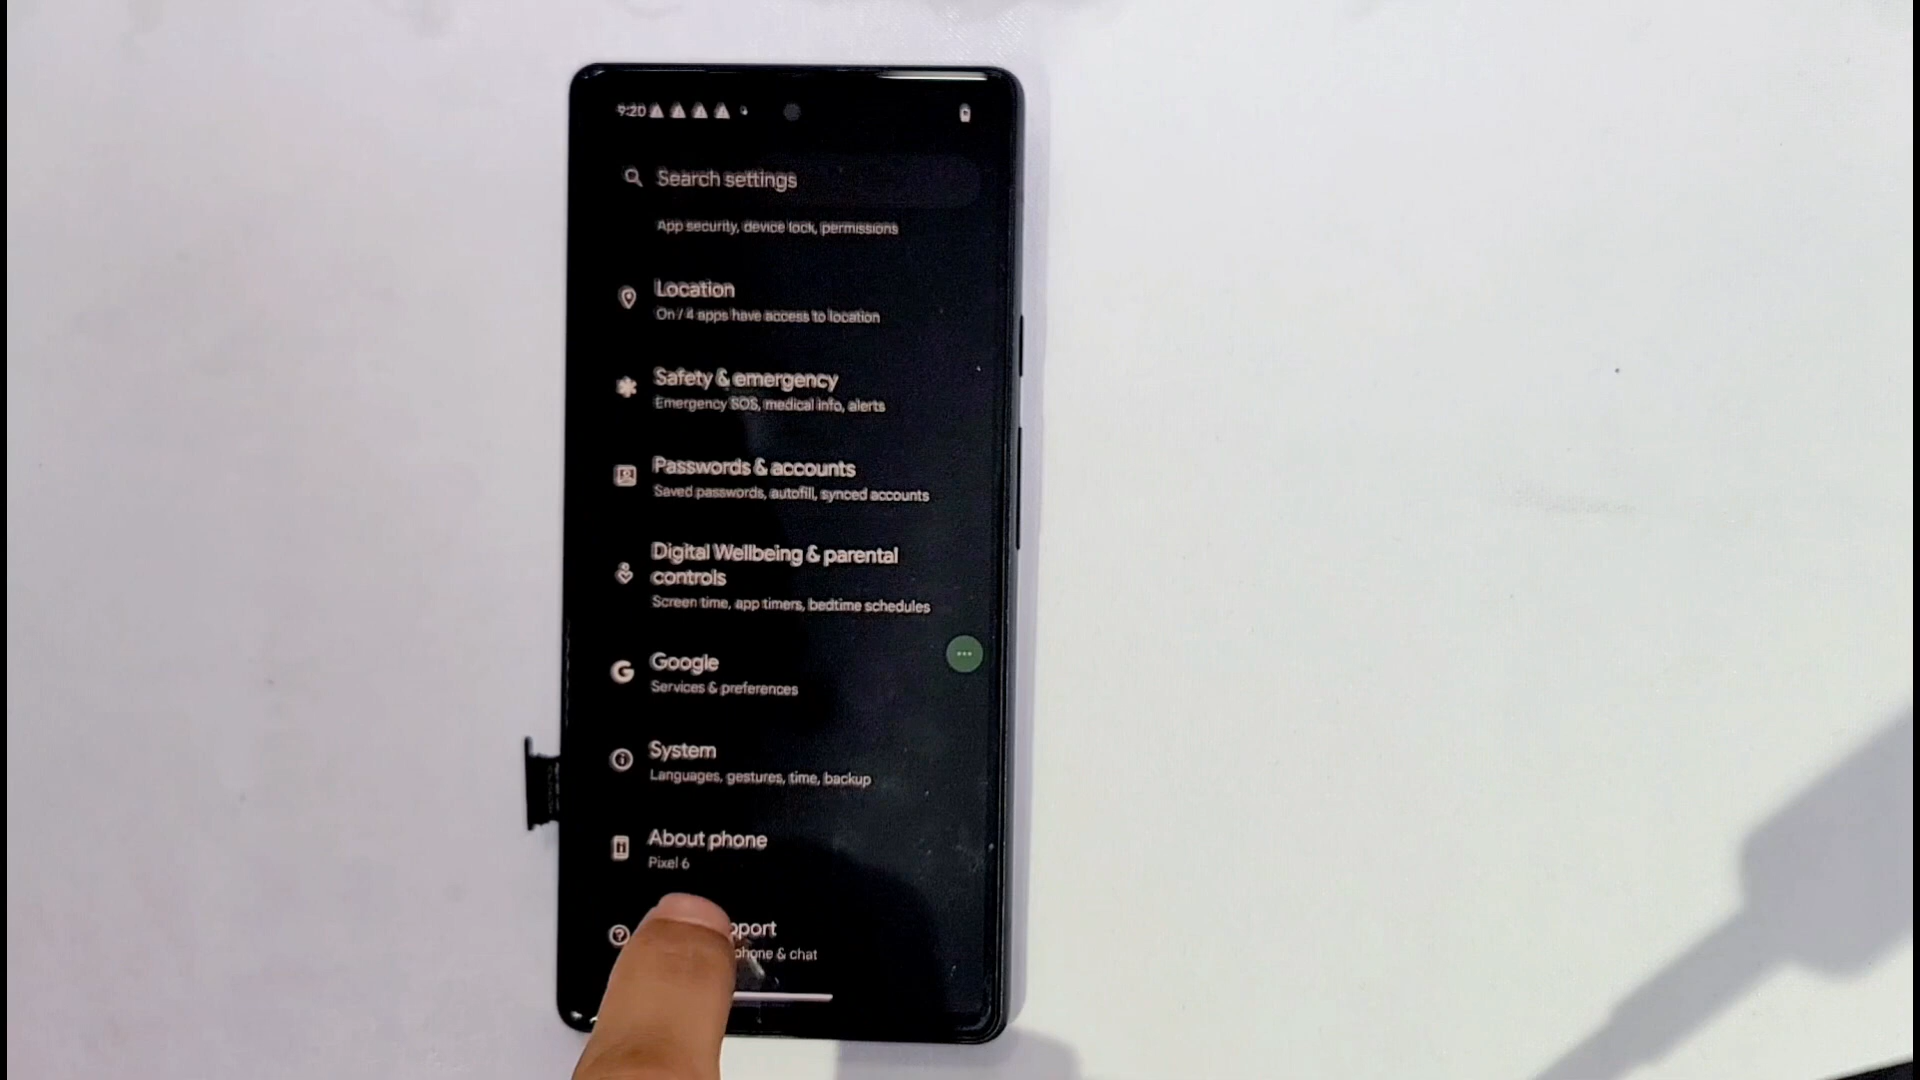 9:20
Search settings
App security, device lock, permissions
Location
On / 4 apps have access to location
Safety & emergency
Emergency SOS, medical info, alerts
Passwords & accounts
Saved passwords, autofill, synced accounts
Digital Wellbeing & parental
controls
Screen time, app timers, bedtime schedules
Google
Services & preferences
System
Languages, gestures, time, backup
About phone
Pixel 6
pport
phone & chat